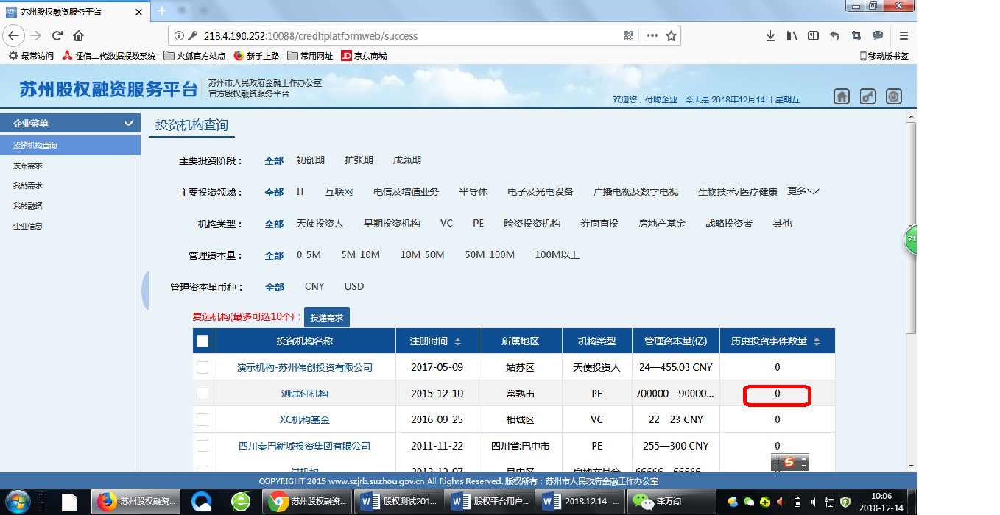 苏州股权融资服务平台
218.4.190.252:10088/creditplatformweb/success
最常访问 征信二代数据报数系统 火狐官方站点 新手上路 常用网址 JD 京东商城 移动版书签
苏州股权融资服务平台
苏州市人民政府金融工作办公室
官方股权融资服务平台
欢迎您，付聪企业 今天是 2018年12月14日 星期五
企业菜单
投资机构查询
发布需求
我的需求
我的融资
企业信息
投资机构查询
主要投资阶段： 全部 初创期 扩张期 成熟期
主要投资领域： 全部 IT 互联网 电信及增值业务 半导体 电子及光电设备 广播电视及数字电视 生物技术/医疗健康 更多
机构类型： 全部 天使投资人 早期投资机构 VC PE 险资投资机构 券商直投 房地产基金 战略投资者 其他
管理资本量： 全部 0-5M 5M-10M 10M-50M 50M-100M 100M以上
管理资本量币种： 全部 CNY USD
复选机构(最多可选10个)： 投递需求
投资机构名称 注册时间 所属地区 机构类型 管理资本量(亿) 历史投资事件数量
演示机构-苏州伟创投资有限公司 2017-05-09 姑苏区 天使投资人 24—455.03 CNY 0
测试付机构 2015-12-10 常熟市 PE 700000—90000... 0
XC机构基金 2016-09-25 相城区 VC 22—23 CNY 0
四川秦巴新城投资集团有限公司 2011-11-22 四川省:巴中市 PE 255—300 CNY 0
付机构 2012-12-07 吴中区 房地产基金 66666—66666...
71
COPYRIGHT 2015 www.szjrb.suzhou.gov.cn All Rights Reserved. 版权所有：苏州市人民政府金融工作办公室
苏州股权融资... 苏州股权融资... 股权测试201... 股权平台用户... 2018.12.14 -... 李万闯
10:06
2018-12-14